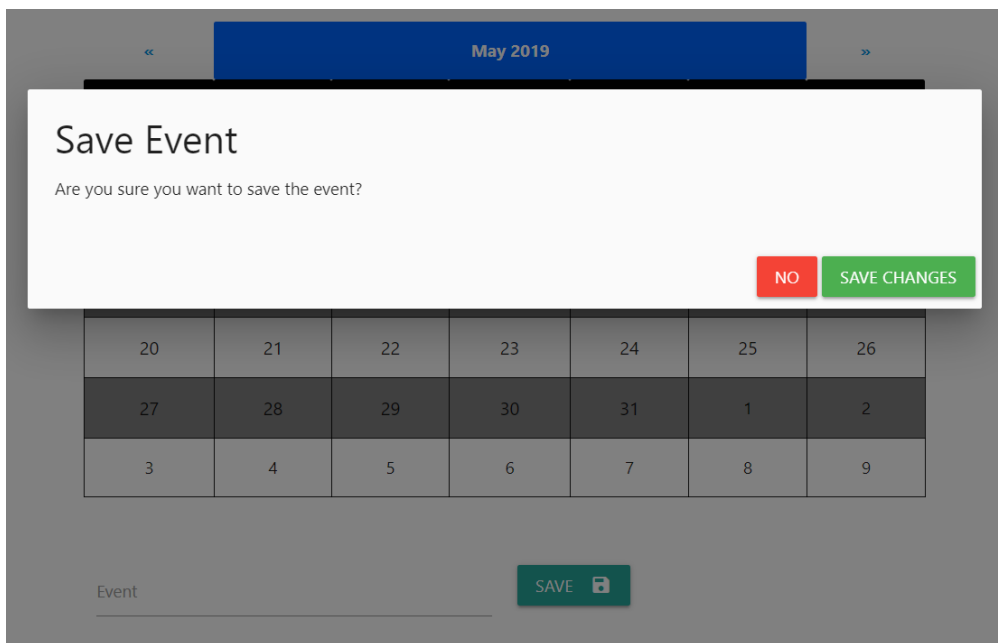 « May 2019 »
Save Event
Are you sure you want to save the event?
NO SAVE CHANGES
20 21 22 23 24 25 26
27 28 29 30 31 1 2
3 4 5 6 7 8 9
Event SAVE